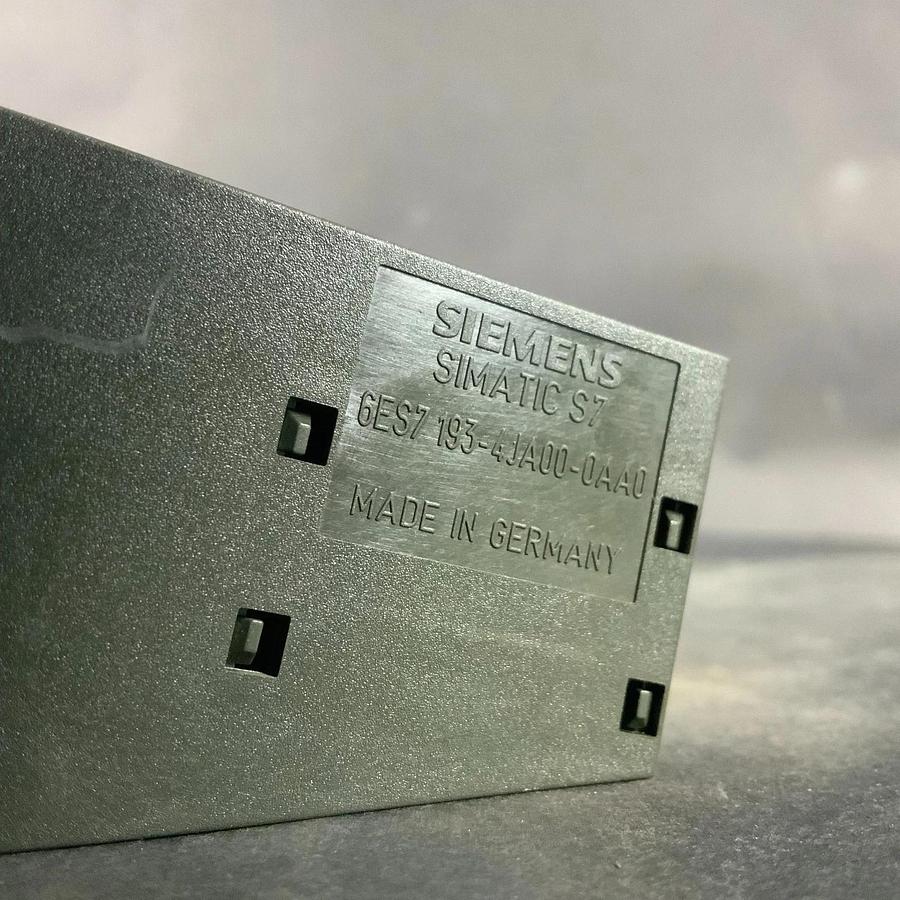 SIEMENS
SIMATIC S7
6ES7 193-4JA00-0AA0
MADE IN GERMANY